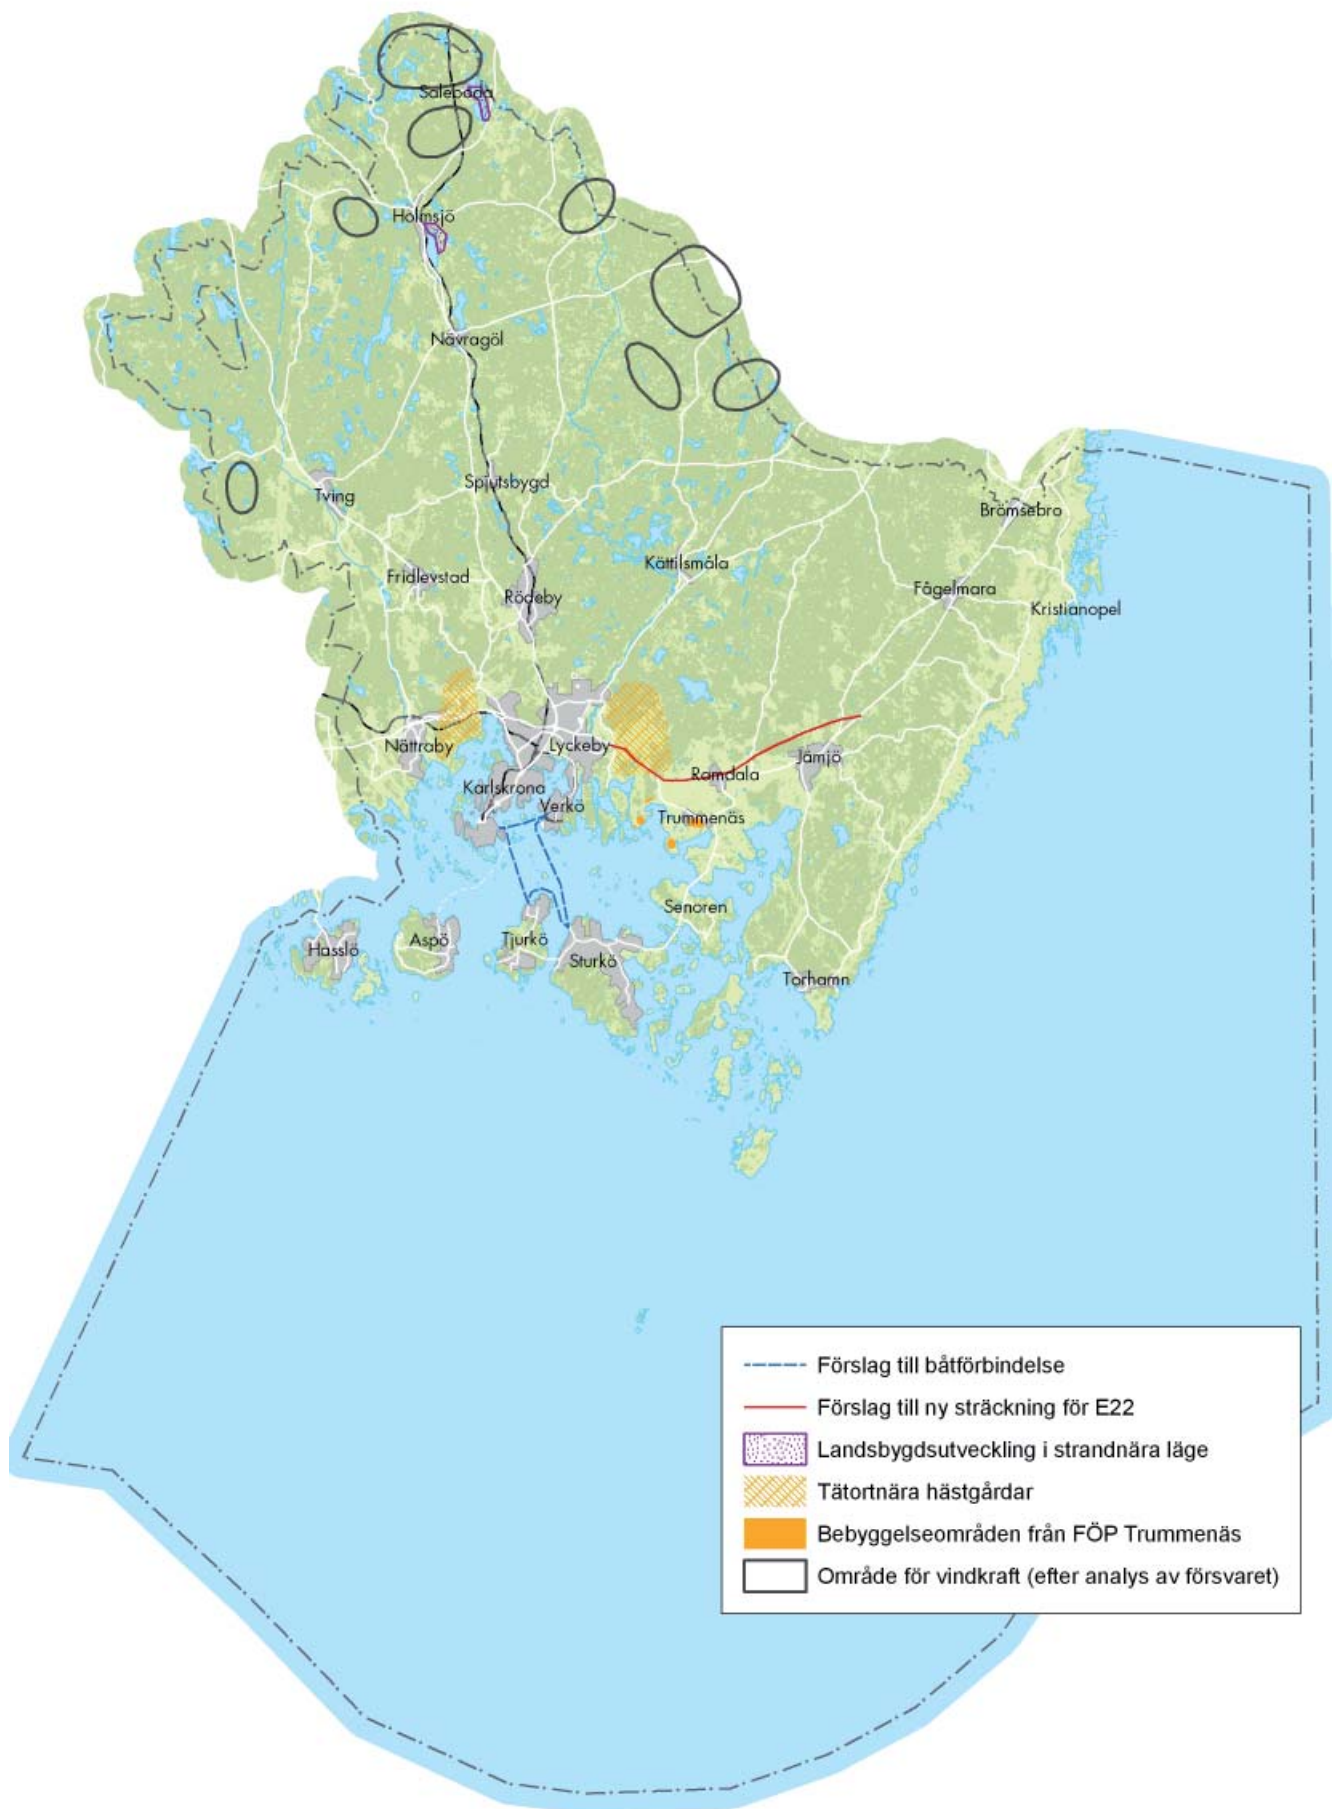 Saleboda
Holmsjö
Nävragöl
Spjutsbygd
Tving
Brömsebro
Kättilsmåla
Fridlevstad
Fågelmara
Rödeby
Kristianopel
Nättraby
Lyckeby
Jämjö
Ramdala
Karlskrona
Verkö
Trummenäs
Senoren
Aspö
Tjurkö
Hasslö
Sturkö
Torhamn
Förslag till båtförbindelse
Förslag till ny sträckning för E22
Landsbygdsutveckling i strandnära läge
Tätortnära hästgårdar
Bebyggelseområden från FÖP Trummenäs
Område för vindkraft (efter analys av försvaret)